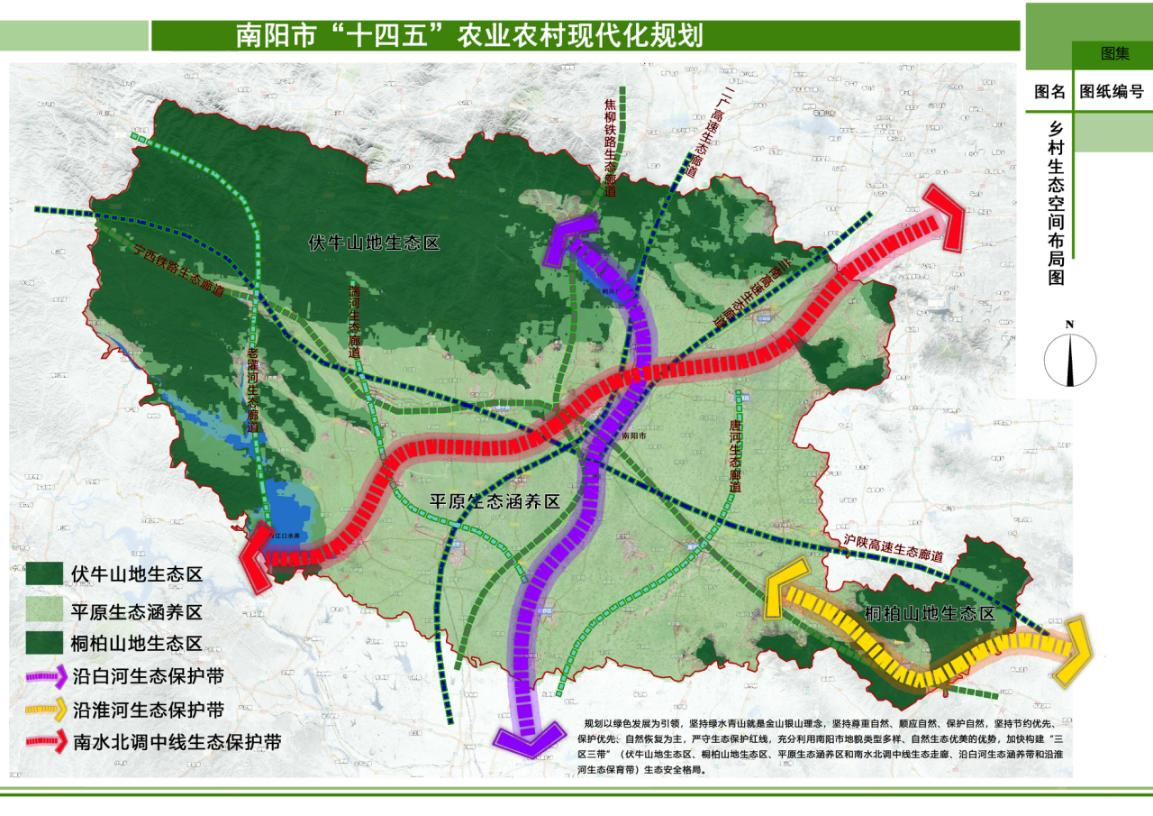 南阳市“十四五”农业农村现代化规划
图集
图名
图纸编号
乡村生态空间布局图
N
焦柳铁路生态廊道
二广高速生态廊道
伏牛山地生态区
宁西铁路生态廊道
湍河生态廊道
兰南高速生态廊道
老灌河生态廊道
唐河生态廊道
南阳市
平原生态涵养区
沪陕高速生态廊道
桐柏山地生态区
伏牛山地生态区
平原生态涵养区
桐柏山地生态区
沿白河生态保护带
沿淮河生态保护带
南水北调中线生态保护带
规划以绿色发展为引领，坚持绿水青山就是金山银山理念，坚持尊重自然、顺应自然、保护自然，坚持节约优先、
保护优先、自然恢复为主，严守生态保护红线，充分利用南阳市地貌类型多样、自然生态优美的优势，加快构建“三
区三带”（伏牛山地生态区、桐柏山地生态区、平原生态涵养区和南水北调中线生态走廊、沿白河生态涵养带和沿淮
河生态保育带）生态安全格局。